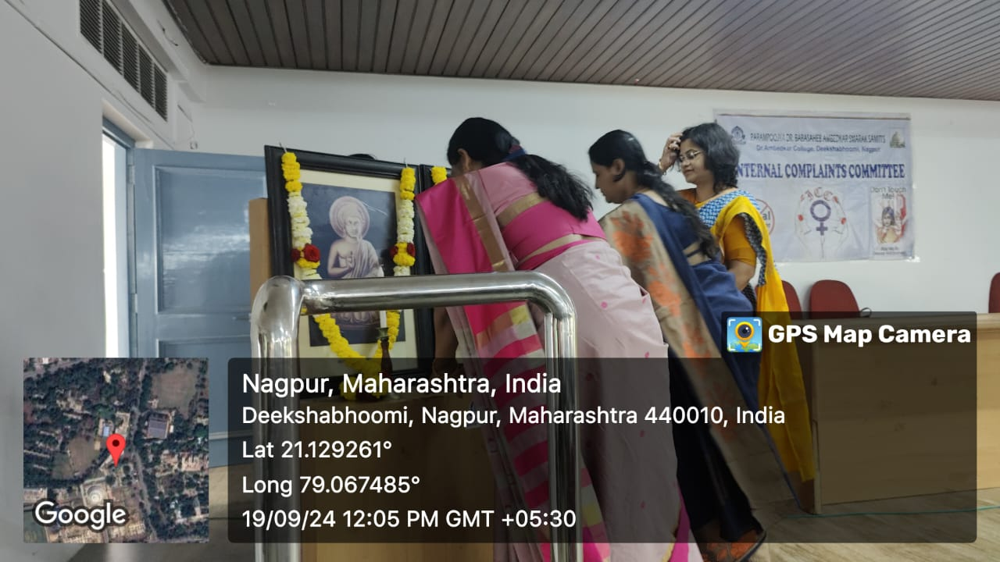 PARAMPOOJYA DR. BABASAHEB AMBEDKAR SMARAK SAMITI'S
Dr. Ambedkar College, Deekshabhoomi, Nagpur
INTERNAL COMPLAINTS COMMITTEE
Don't Touch
Me!
ICC
GPS Map Camera
Nagpur, Maharashtra, India
Deekshabhoomi, Nagpur, Maharashtra 440010, India
Lat 21.129261°
Long 79.067485°
19/09/24 12:05 PM GMT +05:30
Google